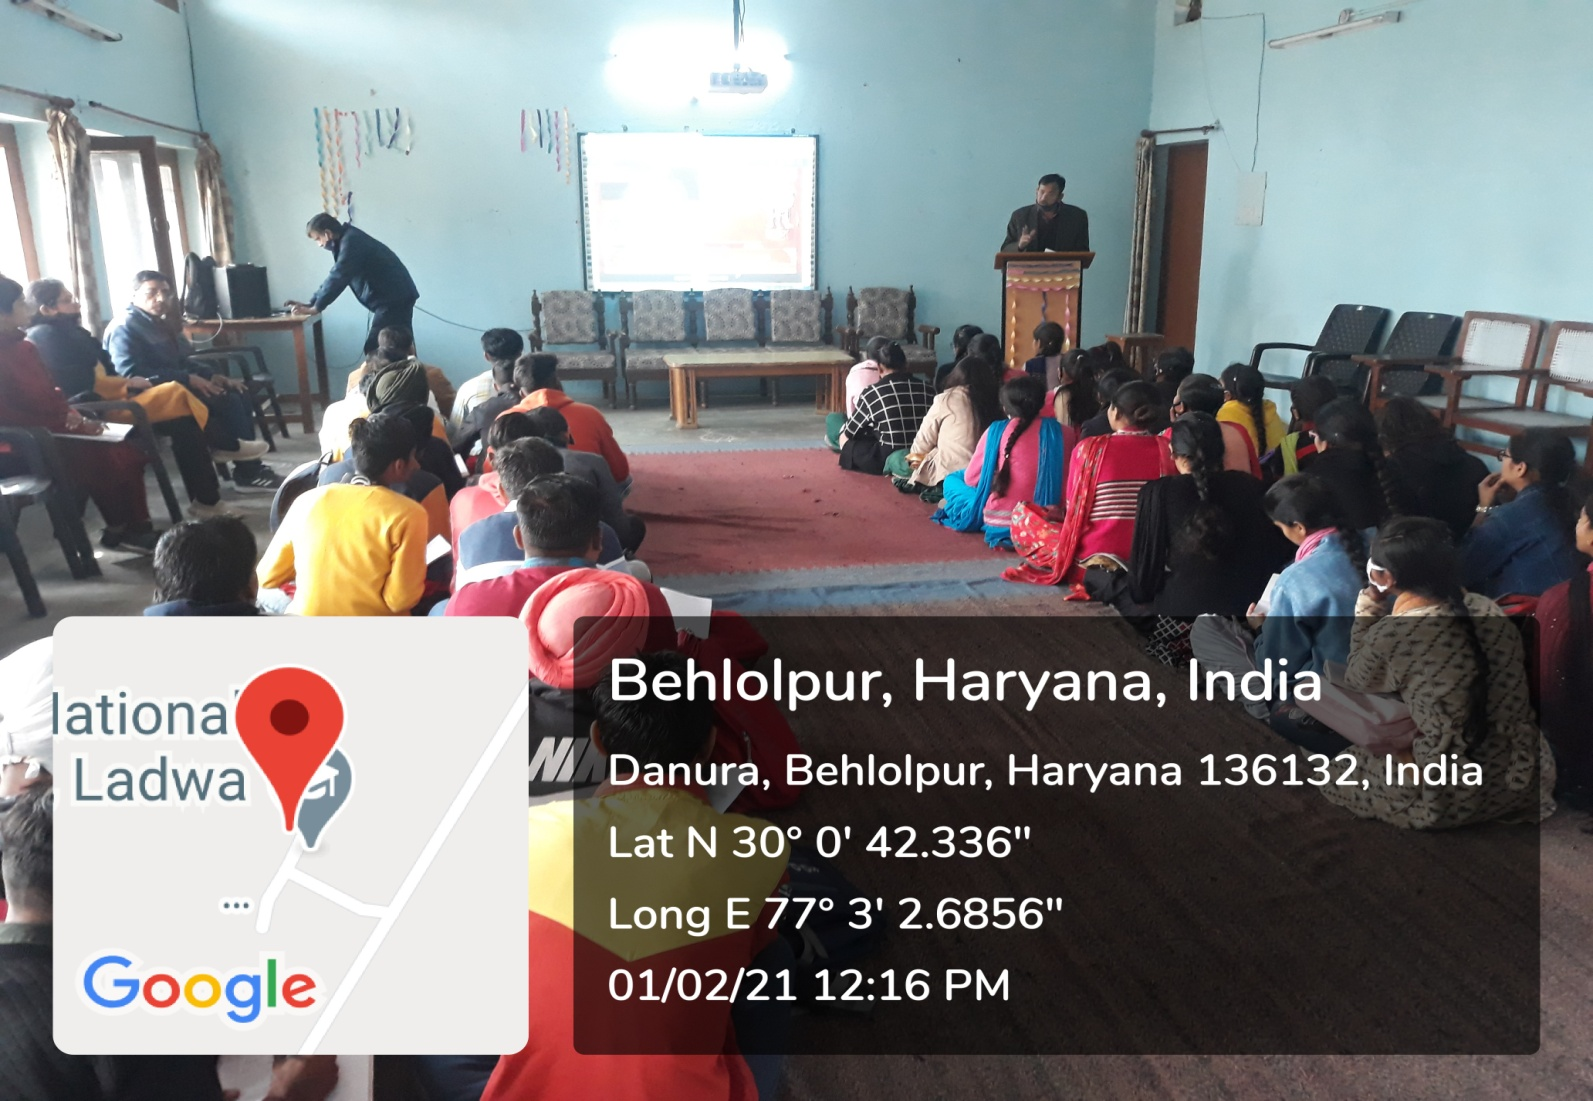 lational
Ladwa
...
Google
Behlolpur, Haryana, India
Danura, Behlolpur, Haryana 136132, India
Lat N 30° 0' 42.336"
Long E 77° 3' 2.6856"
01/02/21 12:16 PM
NI